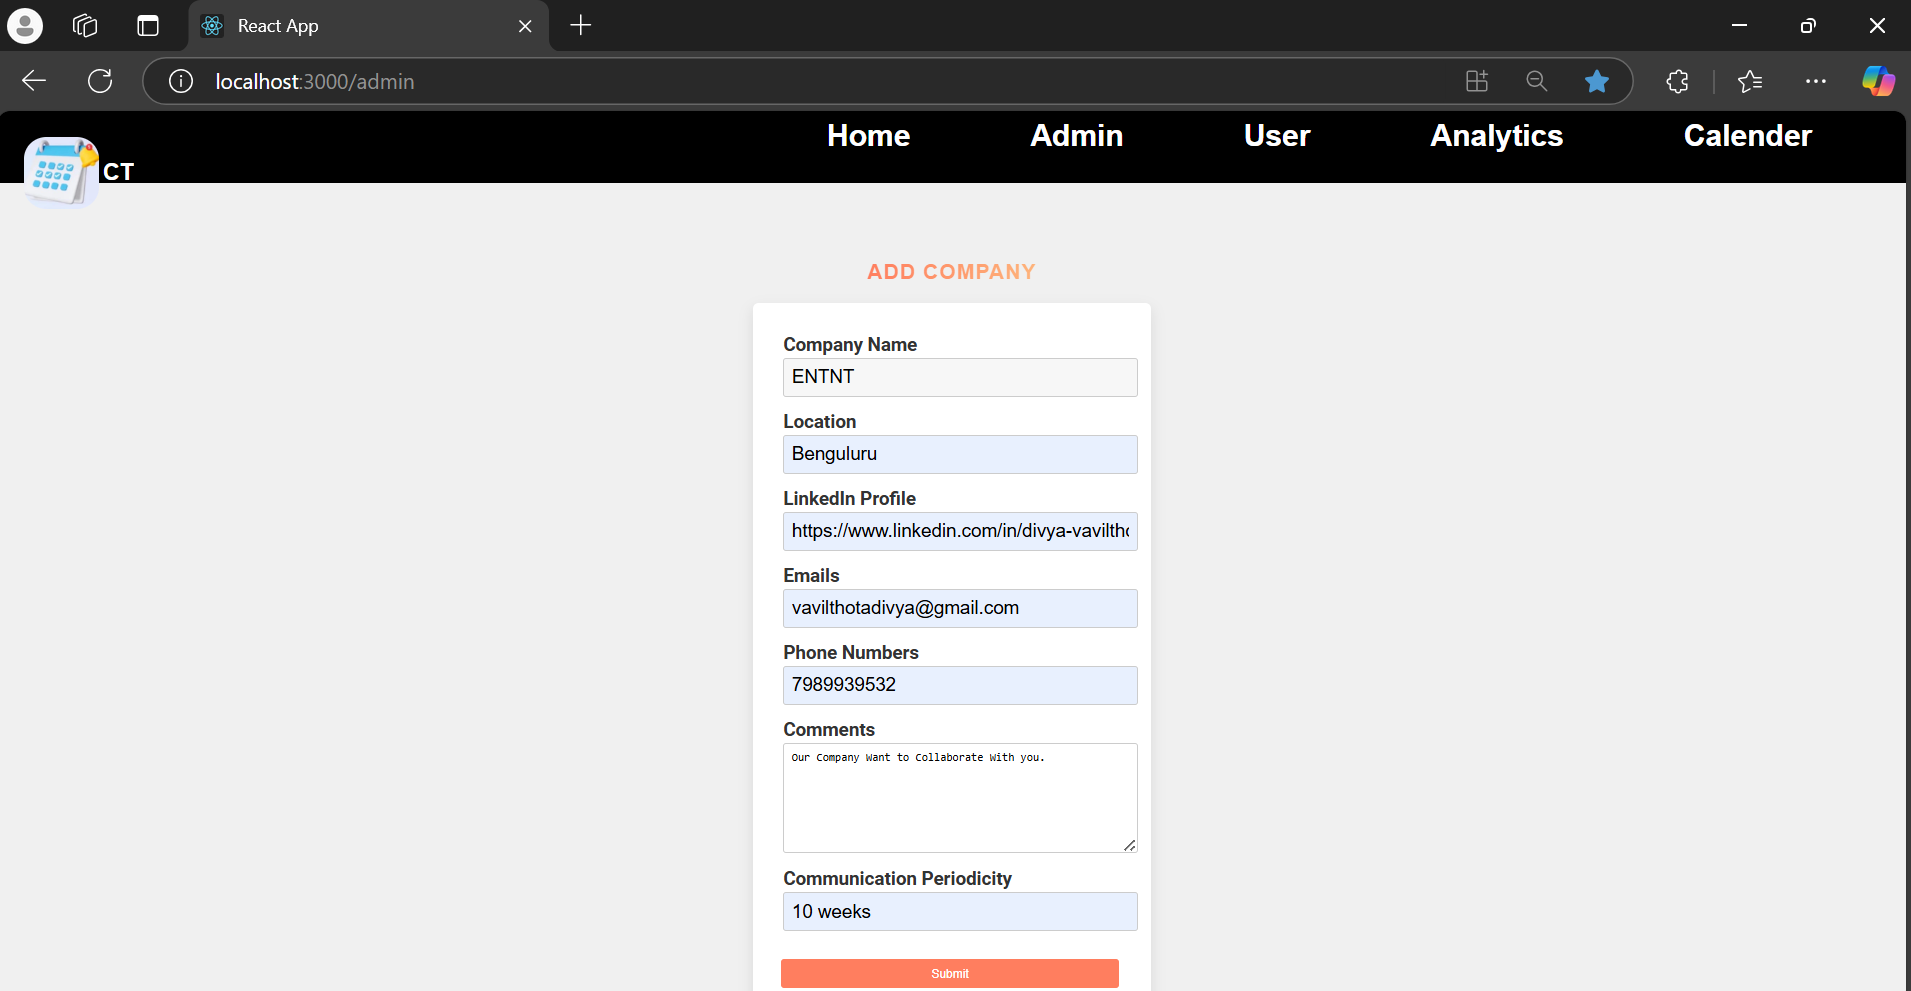 React App
localhost:3000/admin
CT
Home Admin User Analytics Calender
ADD COMPANY
Company Name
ENTNT
Location
Benguluru
LinkedIn Profile
https://www.linkedin.com/in/divya-vaviltho
Emails
vavilthotadivya@gmail.com
Phone Numbers
7989939532
Comments
Our Company Want to Collaborate With you.
Communication Periodicity
10 weeks
Submit